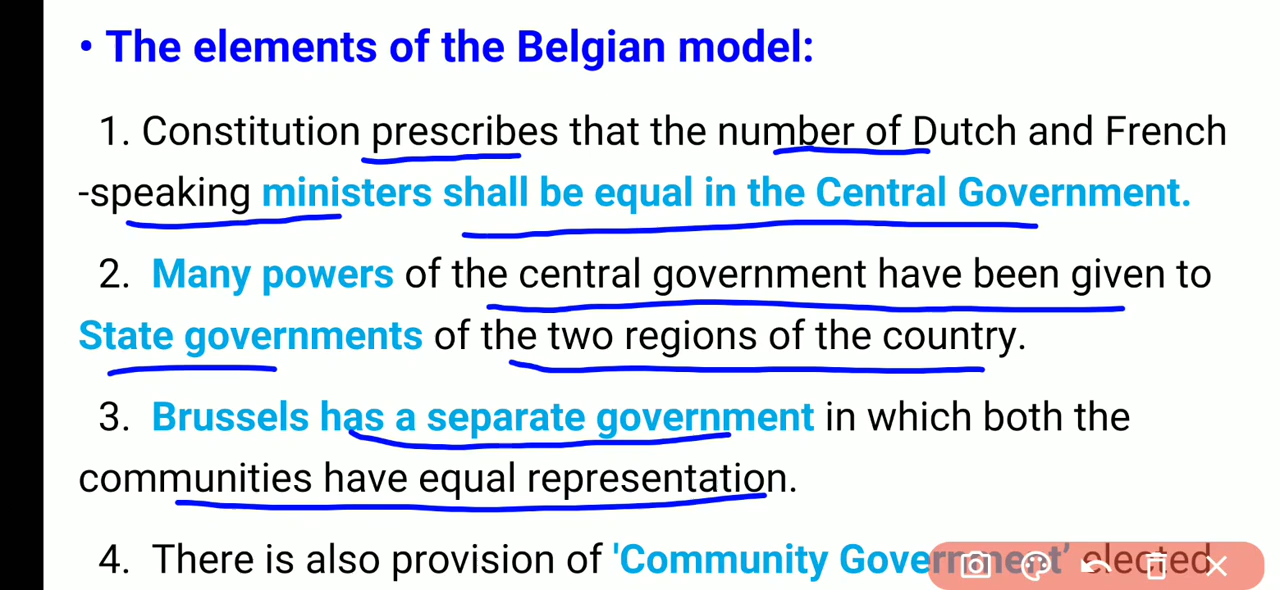 • The elements of the Belgian model:
1. Constitution prescribes that the number of Dutch and French
-speaking ministers shall be equal in the Central Government.
2. Many powers of the central government have been given to
State governments of the two regions of the country.
3. Brussels has a separate government in which both the
communities have equal representation.
4. There is also provision of 'Community Government’ elected